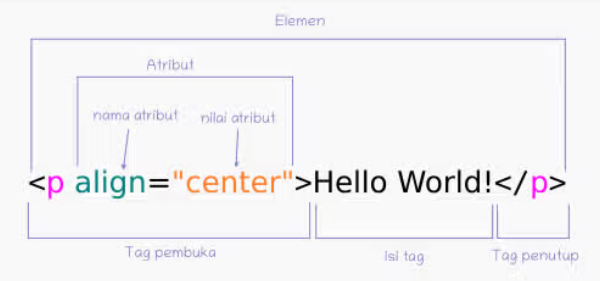 Elemen
Atribut
nama atribut
nilai atribut
<p align="center">Hello World!</p>
Tag pembuka
Isi tag
Tag penutup